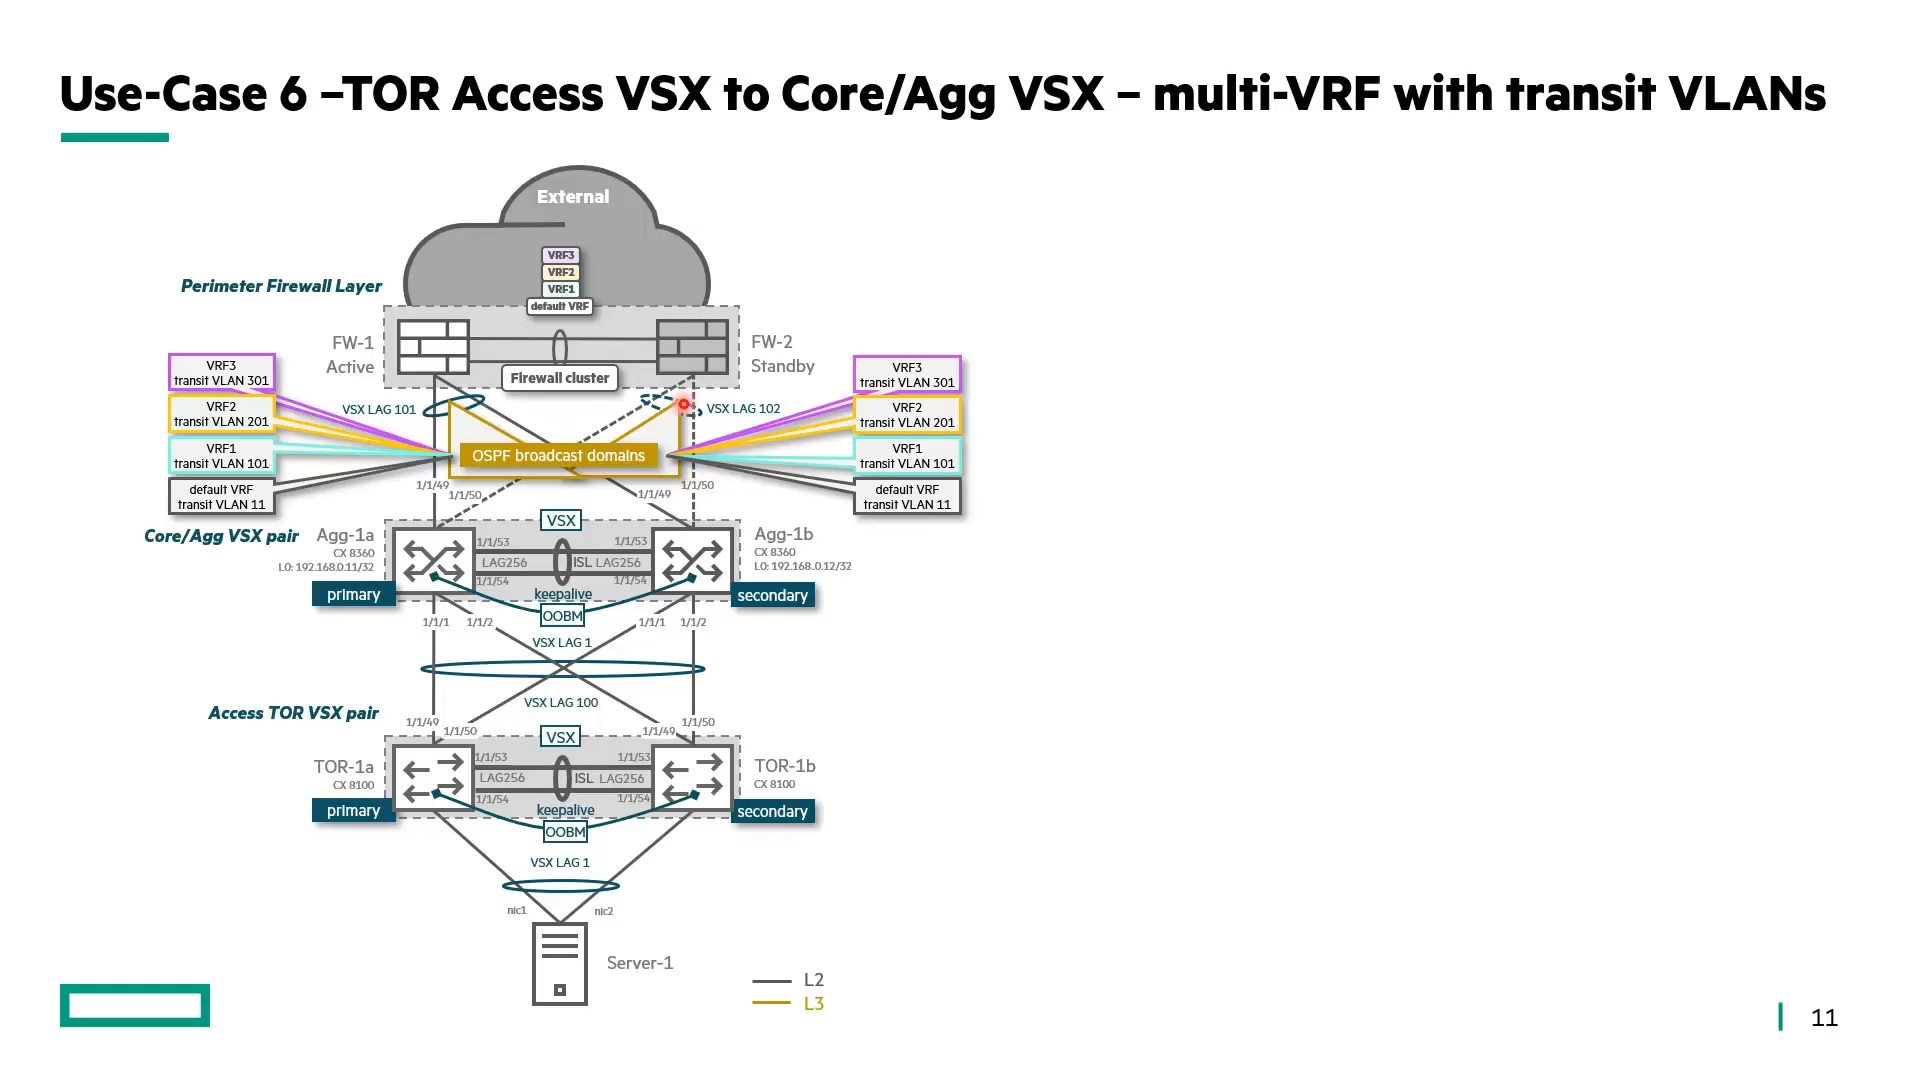 Use-Case 6 –TOR Access VSX to Core/Agg VSX – multi-VRF with transit VLANs
External
VRF3
VRF2
VRF1
default VRF
Perimeter Firewall Layer
FW-1
Active
FW-2
Standby
Firewall cluster
VRF3
transit VLAN 301
VRF2
transit VLAN 201
VRF1
transit VLAN 101
default VRF
transit VLAN 11
VSX LAG 101
VSX LAG 102
VRF3
transit VLAN 301
VRF2
transit VLAN 201
VRF1
transit VLAN 101
default VRF
transit VLAN 11
OSPF broadcast domains
1/1/49
1/1/50
1/1/49
1/1/50
Core/Agg VSX pair
Agg-1a
CX 8360
L0: 192.168.0.11/32
primary
VSX
1/1/53
1/1/53
LAG256
ISL
LAG256
1/1/54
1/1/54
keepalive
OOBM
Agg-1b
CX 8360
L0: 192.168..0.12/32
secondary
1/1/1
1/1/2
1/1/1
1/1/2
VSX LAG 1
VSX LAG 100
Access TOR VSX pair
1/1/49
1/1/50
1/1/49
1/1/50
TOR-1a
CX 8100
primary
VSX
1/1/53
1/1/53
LAG256
ISL
LAG256
1/1/54
1/1/54
keepalive
OOBM
TOR-1b
CX 8100
secondary
VSX LAG 1
nic1
nic2
Server-1
L2
L3
11